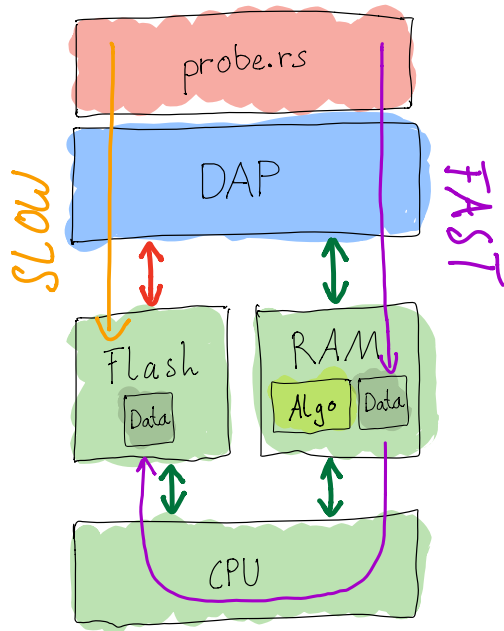 probe.rs
DAP
SLOW
FAST
Flash
Data
RAM
Algo
Data
CPU